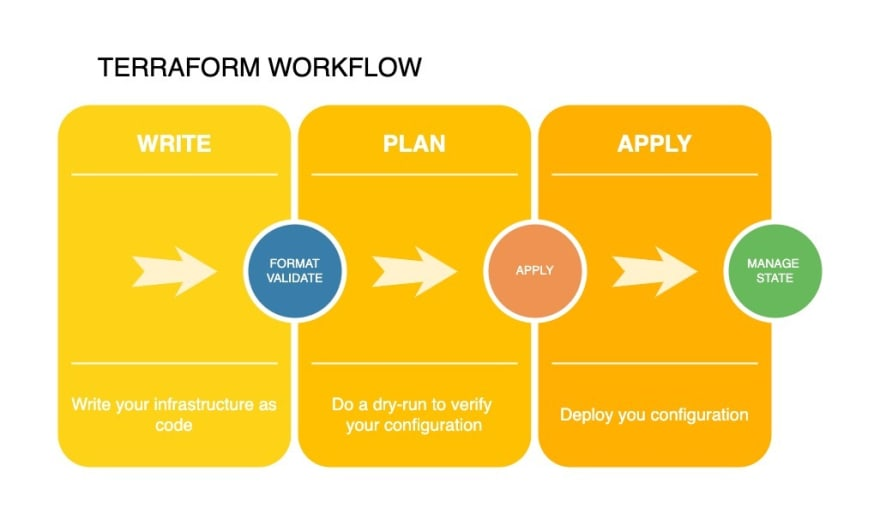 TERRAFORM WORKFLOW
WRITE
PLAN
APPLY
FORMAT
VALIDATE
APPLY
MANAGE
STATE
Write your infrastructure as
code
Do a dry-run to verify
your configuration
Deploy you configuration